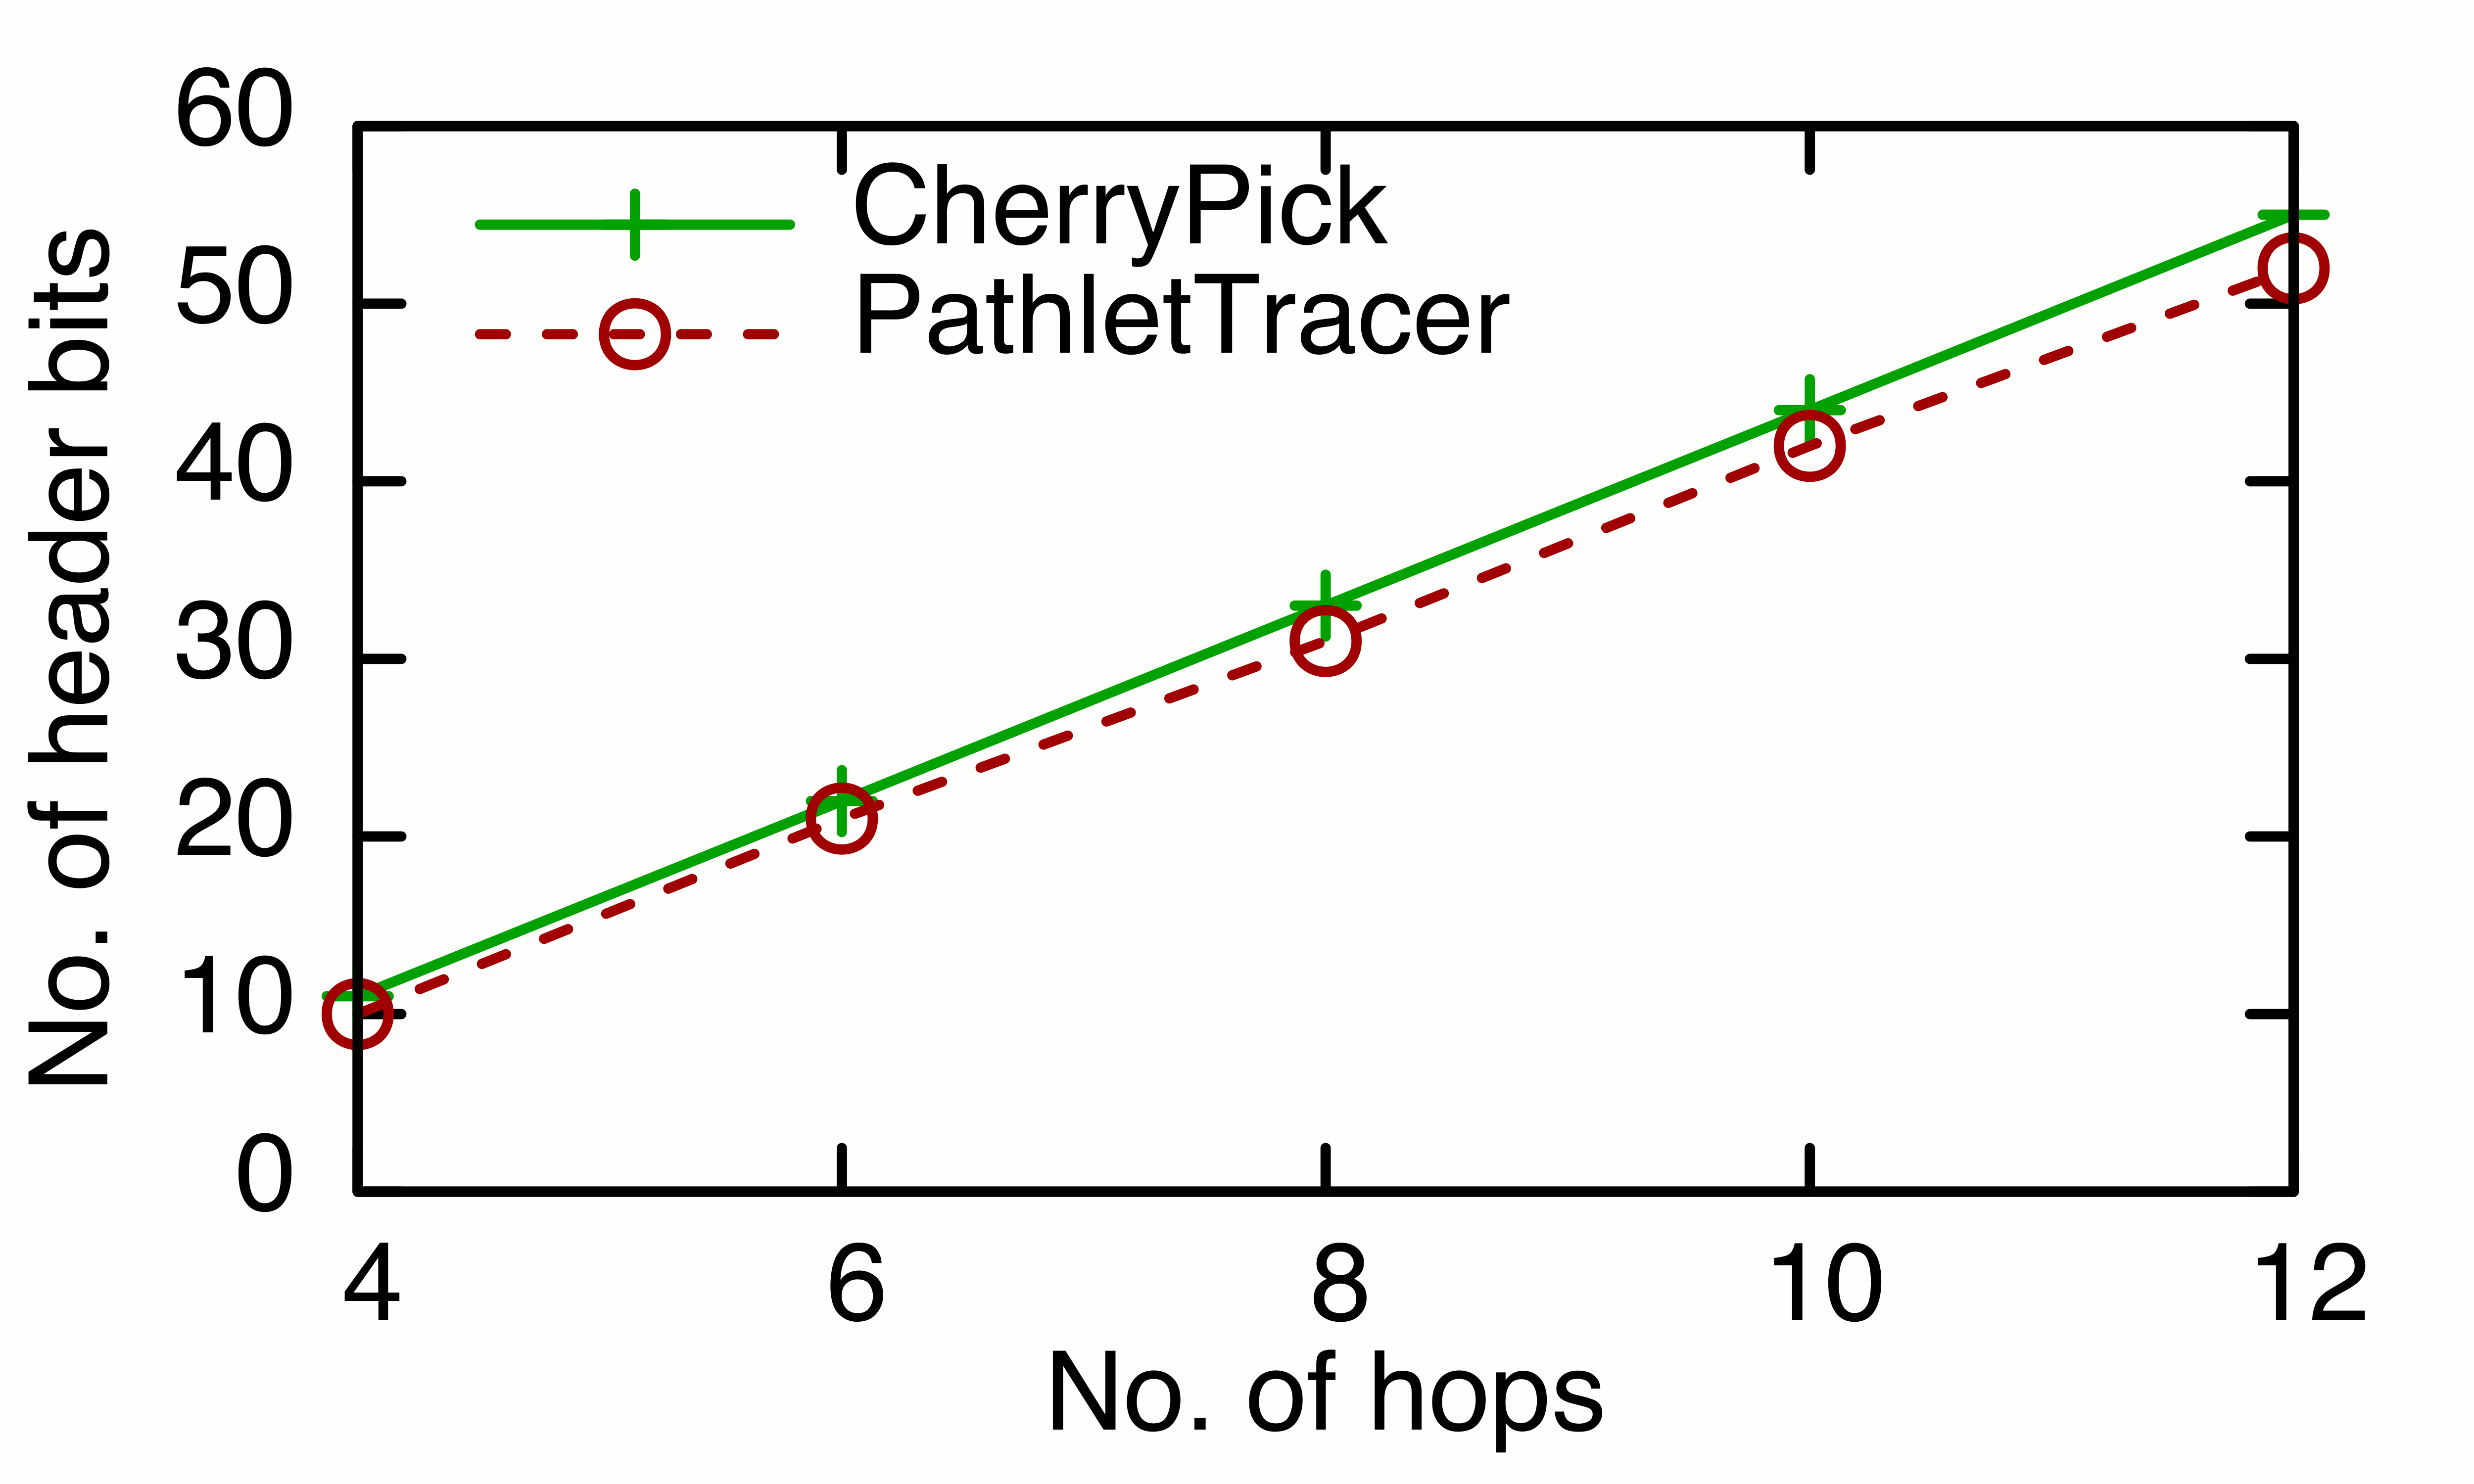 60
50
40
30
20
10
0
No. of header bits
CherryPick
PathletTracer
4 6 8 10 12
No. of hops